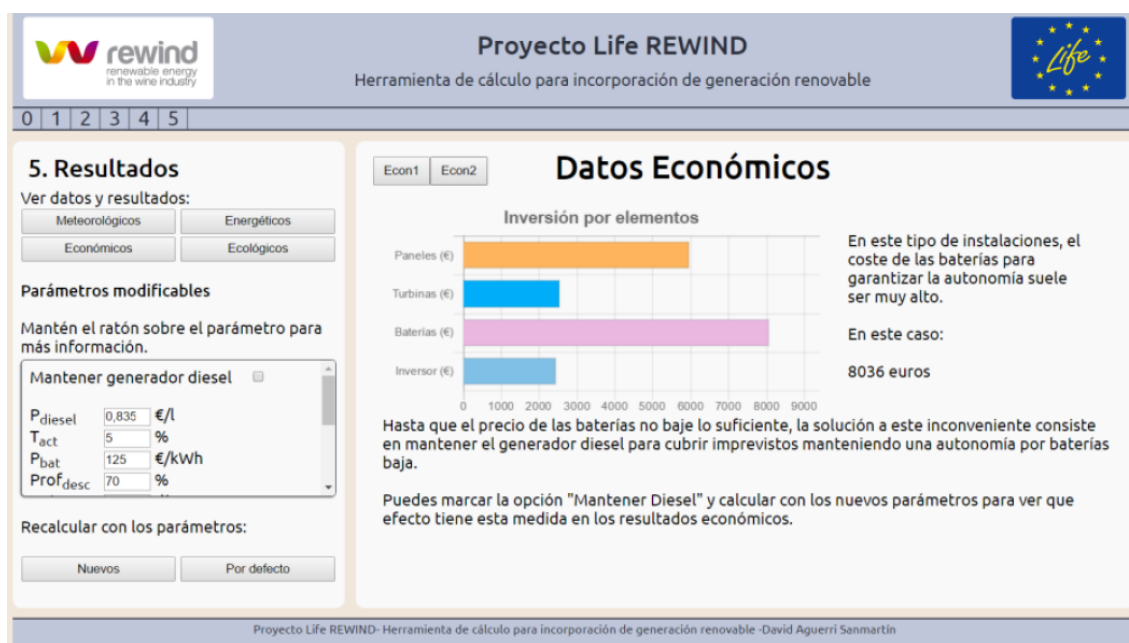 rewind
renewable energy
in the wine industry
Proyecto Life REWIND
Herramienta de cálculo para incorporación de generación renovable
Life
0 1 2 3 4 5
5. Resultados
Ver datos y resultados:
Meteorológicos Energéticos
Económicos Ecológicos
Parámetros modificables
Mantén el ratón sobre el parámetro para
más información.
Mantener generador diesel
Pdiesel 0,835 €/l
Tact 5 %
Pbat 125 €/kWh
Profdesc 70 %
Recalcular con los parámetros:
Nuevos Por defecto
Econ1 Econ2
Datos Económicos
Inversión por elementos
Paneles (€)
Turbinas (€)
Baterías (€)
Inversor (€)
0 1000 2000 3000 4000 5000 6000 7000 8000 9000
En este tipo de instalaciones, el
coste de las baterías para
garantizar la autonomía suele
ser muy alto.
En este caso:
8036 euros
Hasta que el precio de las baterías no baje lo suficiente, la solución a este inconveniente consiste
en mantener el generador diesel para cubrir imprevistos manteniendo una autonomía por baterías
baja.
Puedes marcar la opción "Mantener Diesel" y calcular con los nuevos parámetros para ver que
efecto tiene esta medida en los resultados económicos.
Proyecto Life REWIND- Herramienta de cálculo para incorporación de generación renovable -David Aguerri Sanmartín